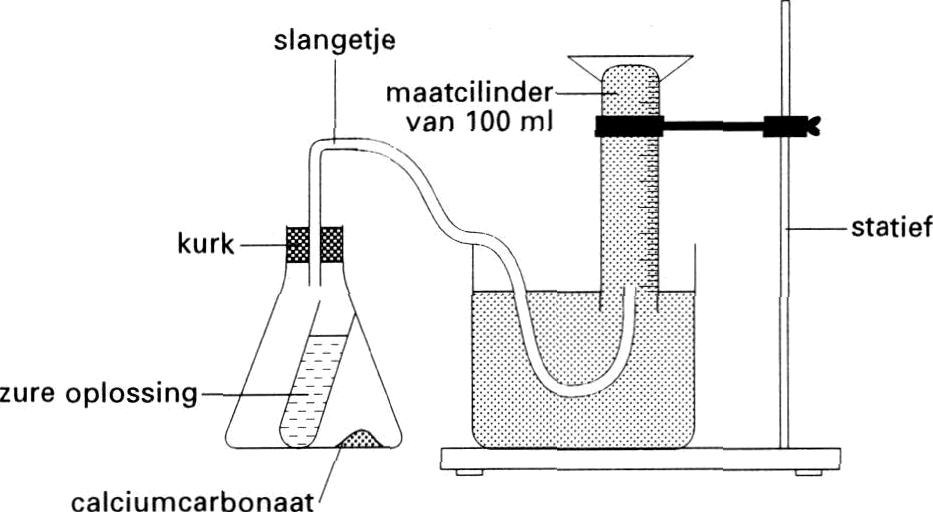 slangetje
maatcilinder
van 100 ml
kurk
statief
zure oplossing
calciumcarbonaat